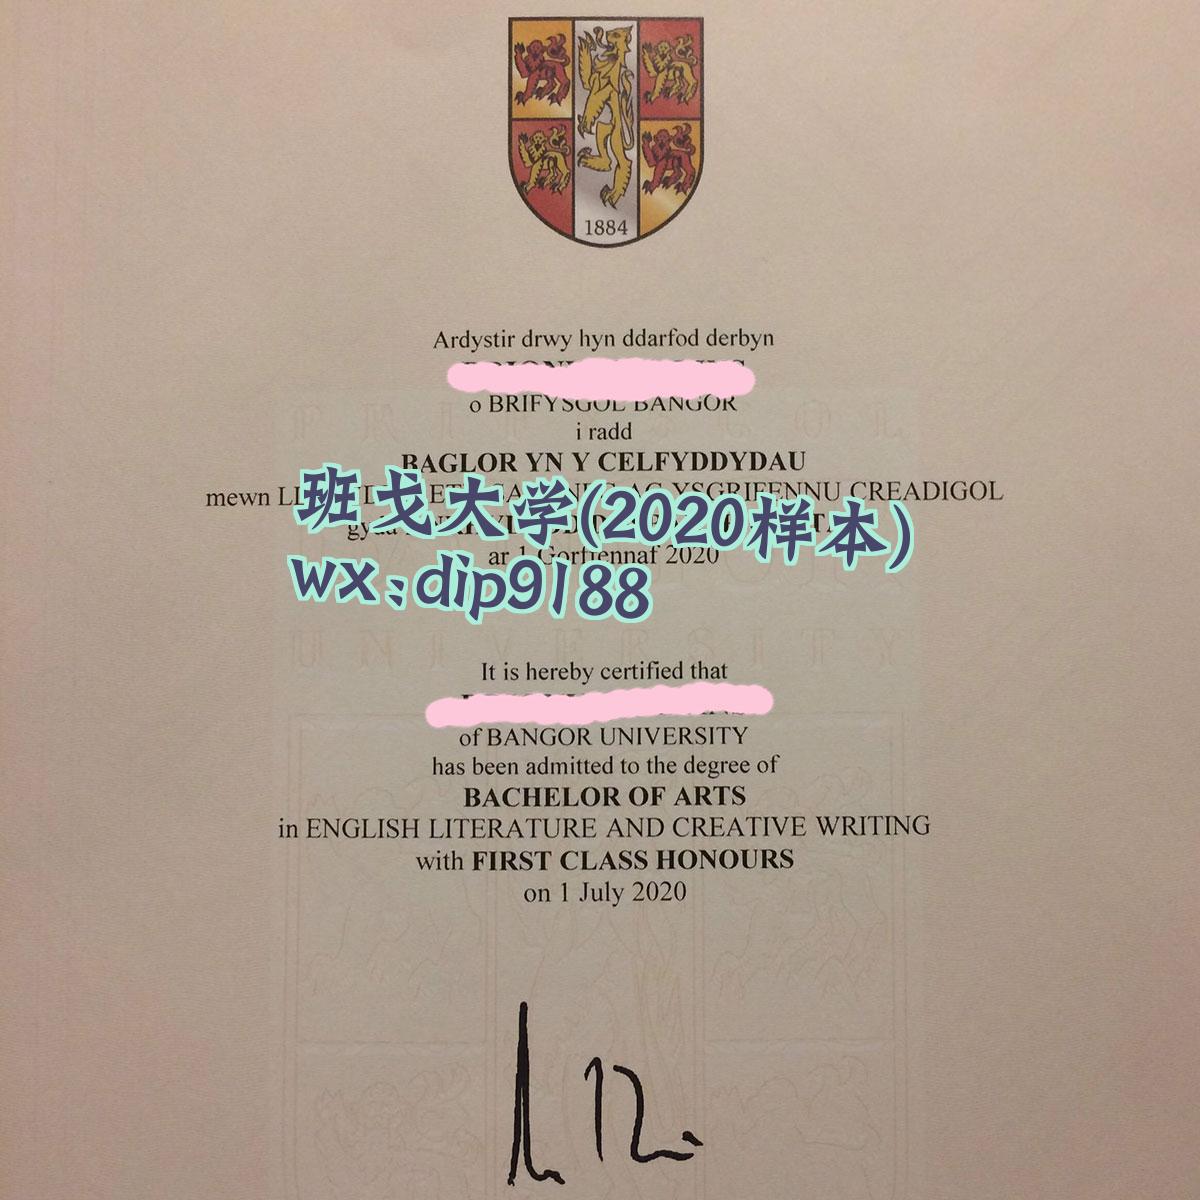 1884
Ardystir drwy hyn ddarfod derbyn
o BRIFYSGOL BANGOR
i radd
BAGLOR YN Y CELFYDDYDAU
mewn AC YSGRIFENNU CREADIGOL
班戈大学(2020样本)
gyda
ar 1 Gorffennaf 2020
wx:dip9188
UNIVERSITY
It is hereby certified that
of BANGOR UNIVERSITY
has been admitted to the degree of
BACHELOR OF ARTS
in ENGLISH LITERATURE AND CREATIVE WRITING
with FIRST CLASS HONOURS
on 1 July 2020